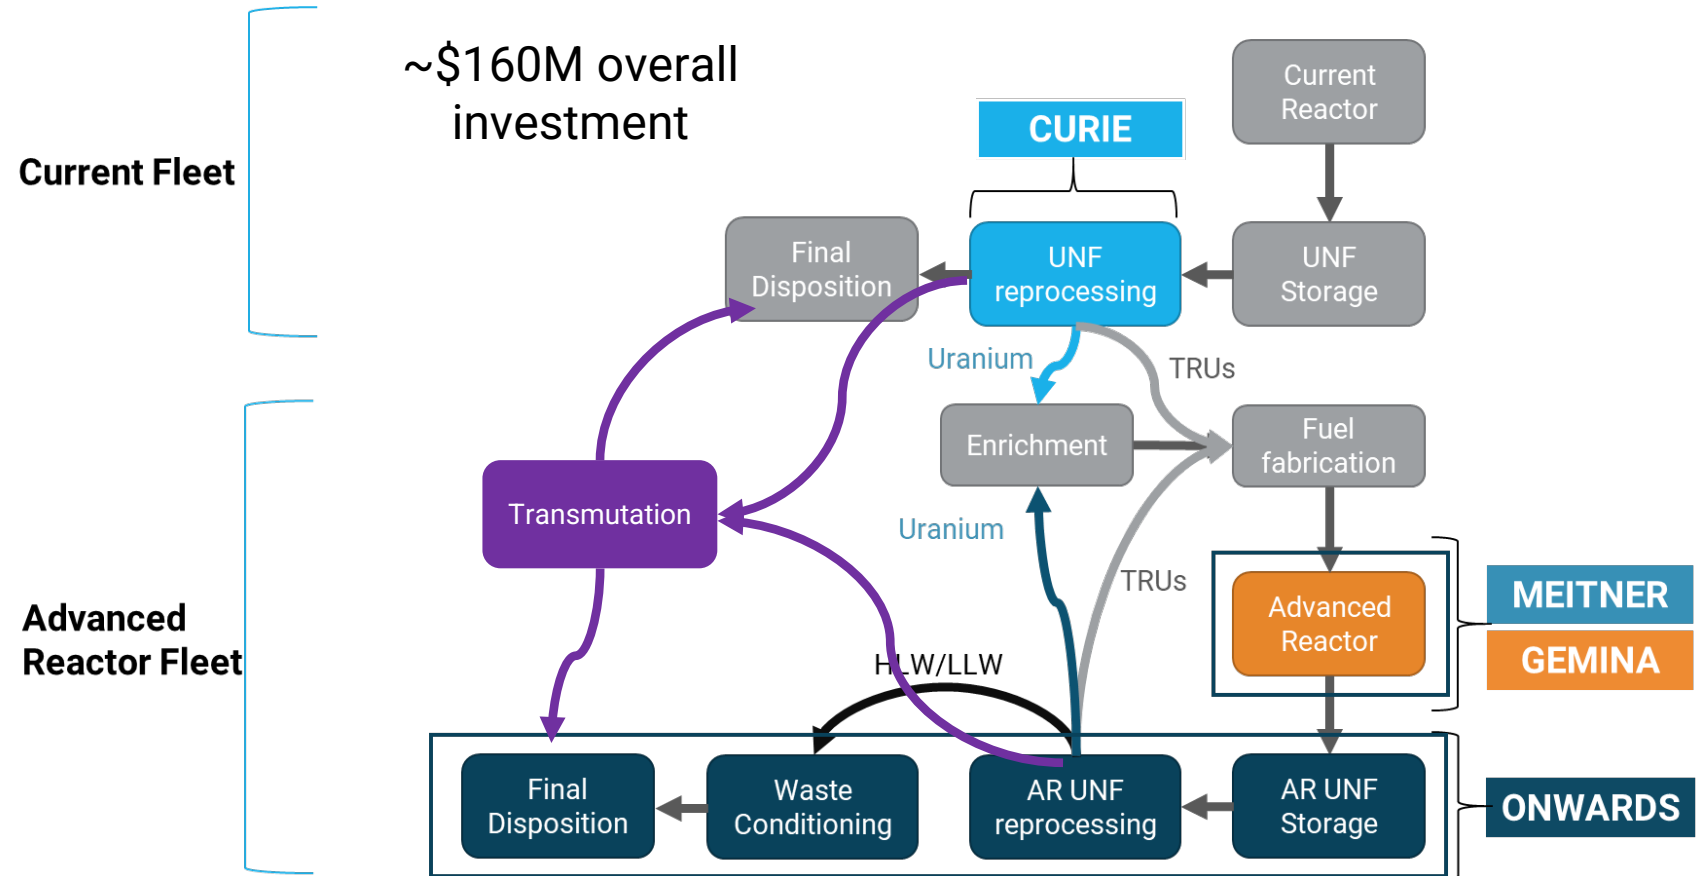 ~$160M overall
investment
Current
Reactor
CURIE
Current Fleet
Final
Disposition
UNF
reprocessing
UNF
Storage
Uranium
TRUs
Enrichment
Fuel
fabrication
Transmutation
Uranium
TRUs
Advanced
Reactor Fleet
Advanced
Reactor
MEITNER
GEMINA
HLW/LLW
Final
Disposition
Waste
Conditioning
AR UNF
reprocessing
AR UNF
Storage
ONWARDS